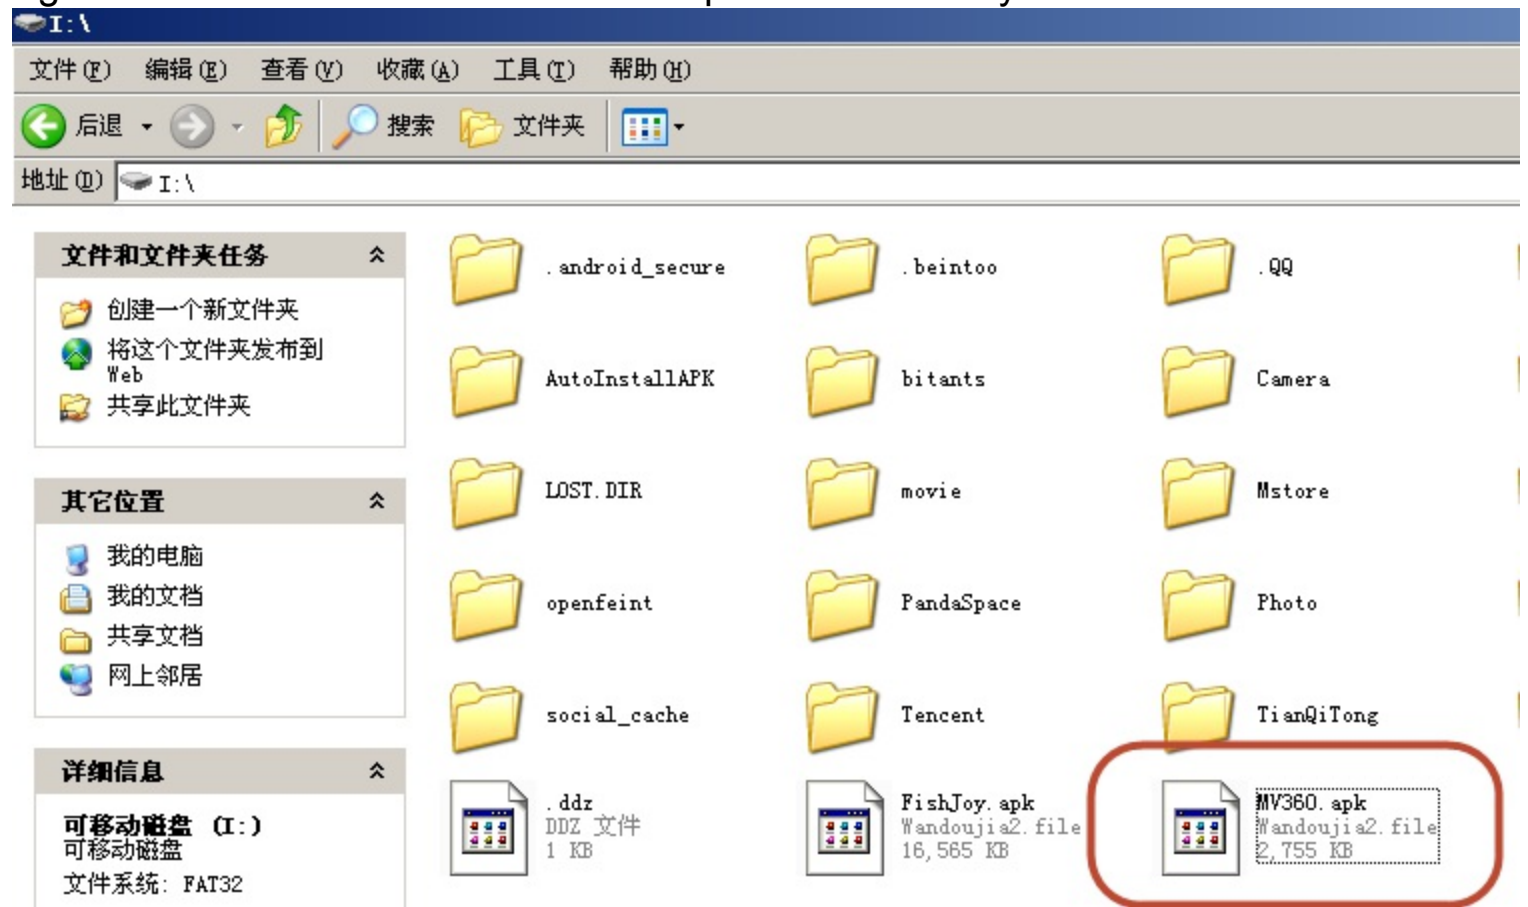 I:\
文件(F) 编辑(E) 查看(V) 收藏(A) 工具(T) 帮助(H)
后退 搜索 文件夹
地址(D) I:\
文件和文件夹任务
创建一个新文件夹
将这个文件夹发布到
Web
共享此文件夹
其它位置
我的电脑
我的文档
共享文档
网上邻居
详细信息
可移动磁盘 (I:)
可移动磁盘
文件系统: FAT32
.android_secure
.beintoo
.QQ
AutoInstallAPK
bitants
Camera
LOST.DIR
movie
Mstore
openfeint
PandaSpace
Photo
social_cache
Tencent
TianQiTong
.ddz
DDZ 文件
1 KB
FishJoy.apk
Wandoujia2.file
16,565 KB
MV360.apk
Wandoujia2.file
2,755 KB